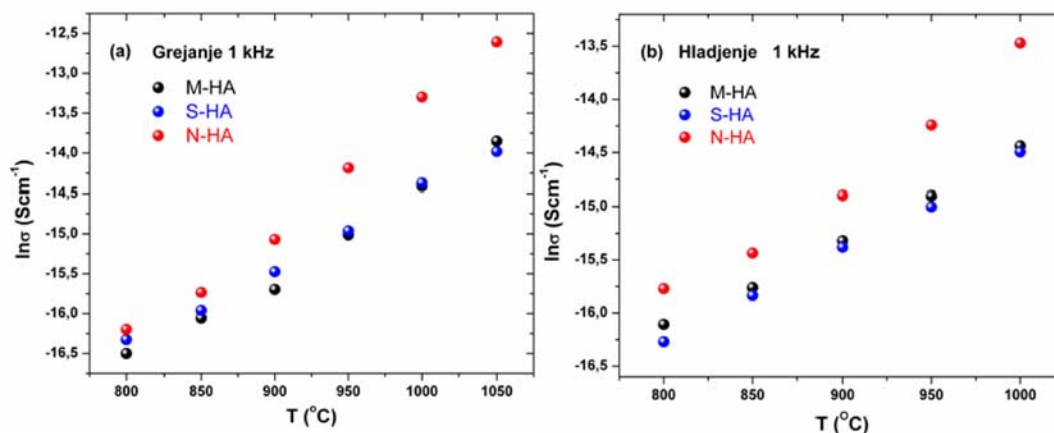 (a) Grejanje 1 kHz
M-HA
S-HA
N-HA
-12,5
-13,0
-13,5
-14,0
-14,5
-15,0
-15,5
-16,0
-16,5
lnσ (Scm⁻¹)
800 850 900 950 1000 1050
T (°C)
(b) Hladjenje 1 kHz
M-HA
S-HA
N-HA
-13,5
-14,0
-14,5
-15,0
-15,5
-16,0
-16,5
lnσ (Scm⁻¹)
800 850 900 950 1000
T (°C)